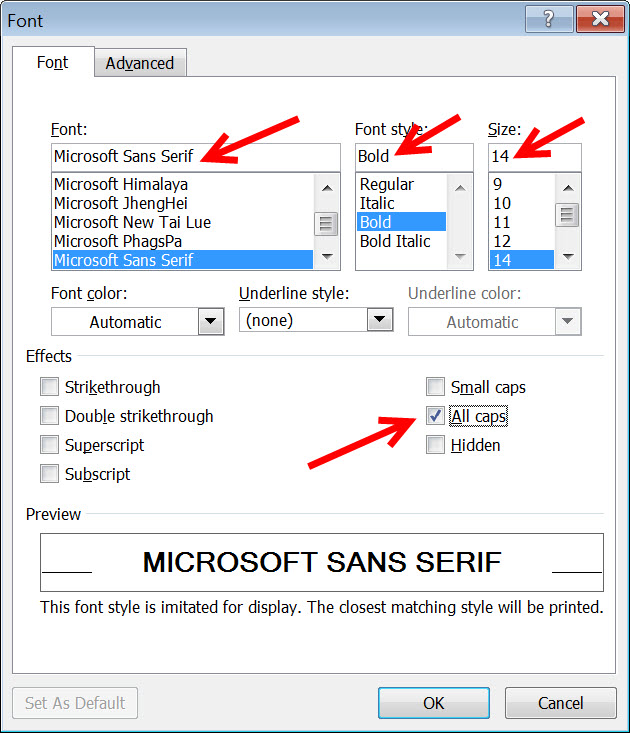 Font
?
Font
Advanced
Font:
Font style:
Size:
Microsoft Sans Serif
Bold
14
Microsoft Himalaya
Microsoft JhengHei
Microsoft New Tai Lue
Microsoft PhagsPa
Microsoft Sans Serif
Regular
Italic
Bold
Bold Italic
9
10
11
12
14
Font color:
Underline style:
Underline color:
Automatic
(none)
Automatic
Effects
Strikethrough
Double strikethrough
Superscript
Subscript
Small caps
All caps
Hidden
Preview
MICROSOFT SANS SERIF
This font style is imitated for display. The closest matching style will be printed.
Set As Default
OK
Cancel